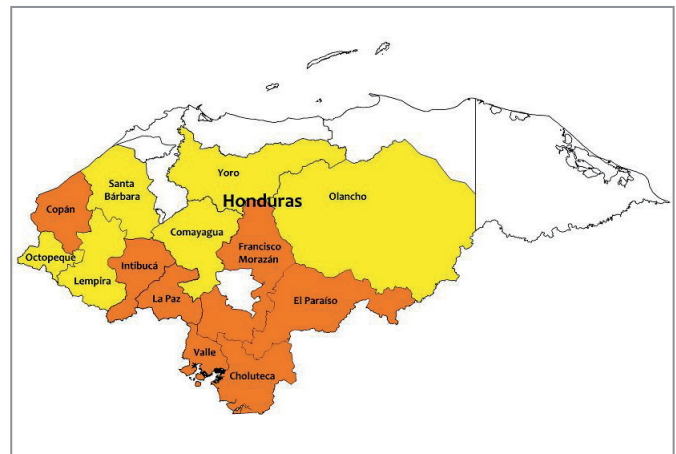 Yoro
Santa
Bárbara
Honduras
Olancho
Copán
Comayagua
Francisco
Morazán
Octopeque
Intibucá
Lempira
La Paz
El Paraíso
Valle
Choluteca